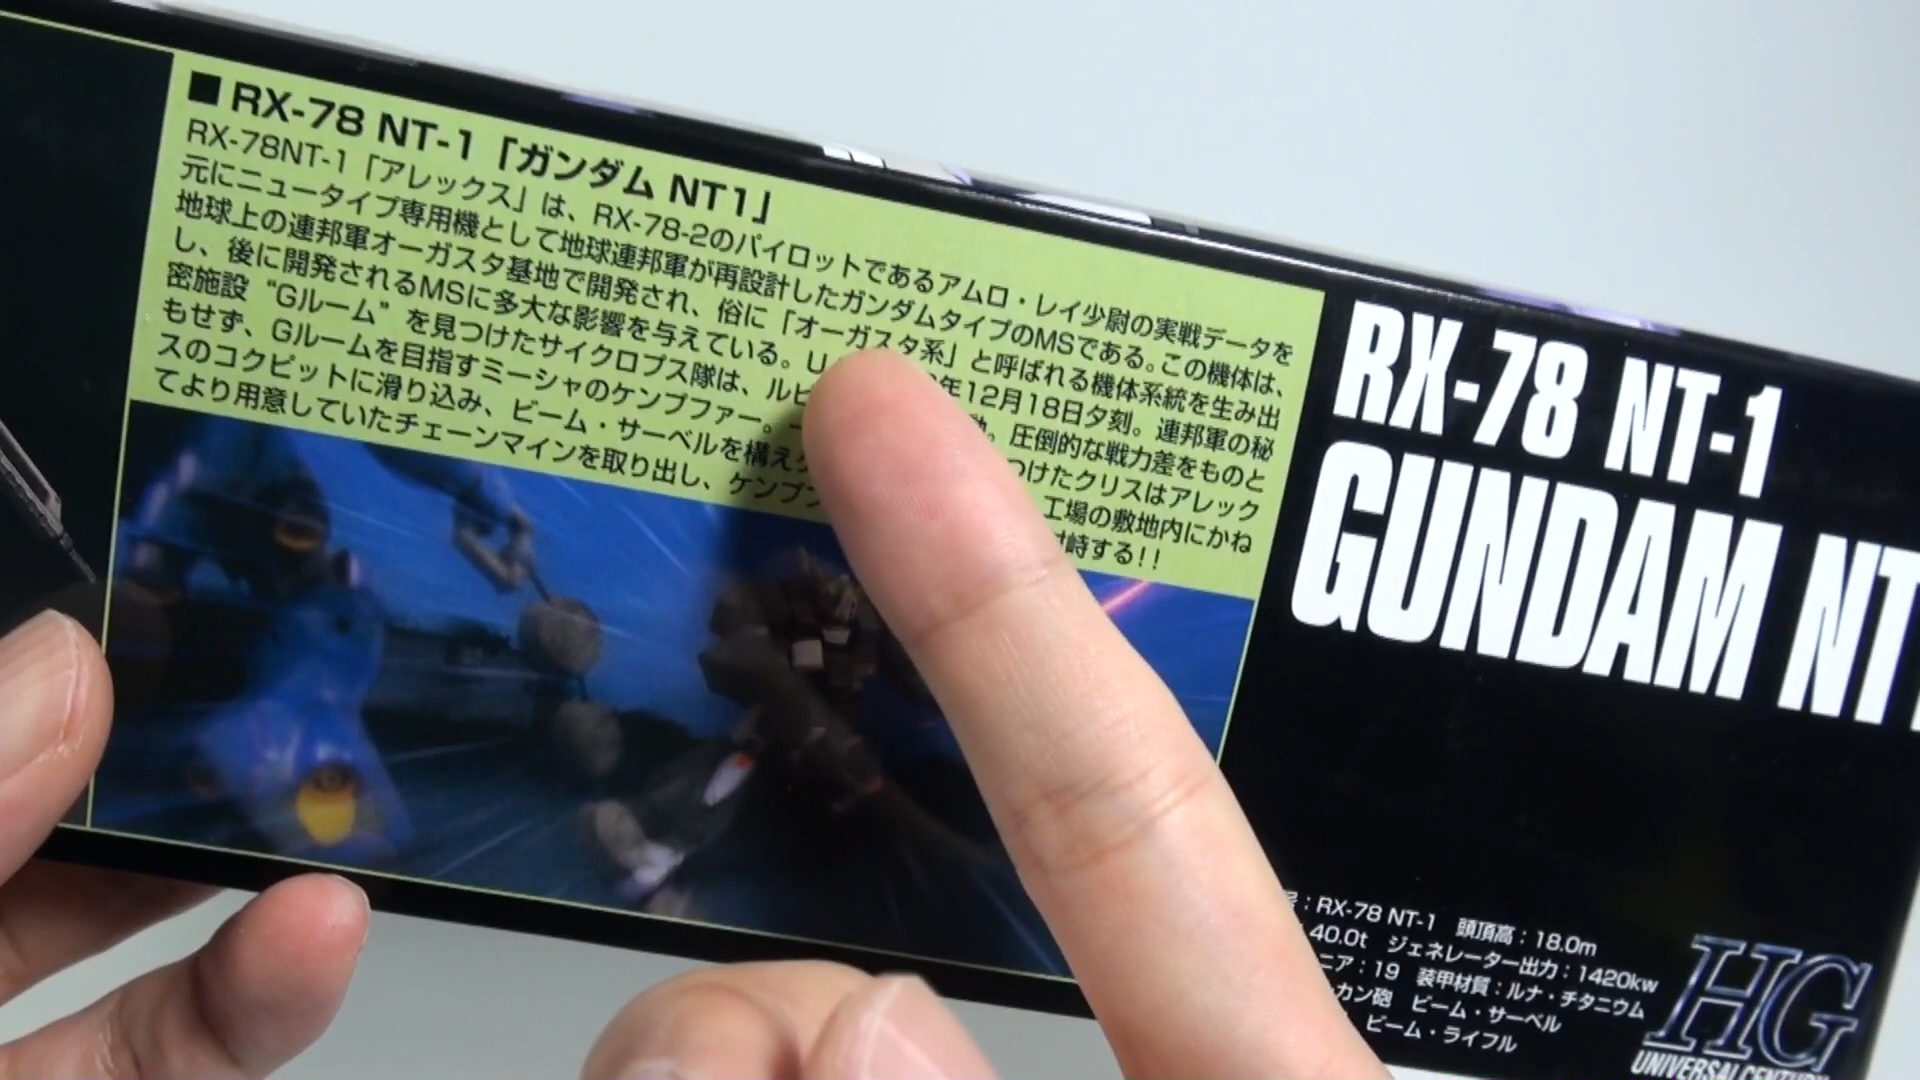 ■RX-78 NT-1「ガンダム NT1」
RX-78NT-1「アレックス」は、RX-78-2のパイロットであるアムロ・レイ少尉の実戦データを
元にニュータイプ専用機として地球連邦軍が再設計したガンダムタイプのMSである。この機体は、
地球上の連邦軍オーガスタ基地で開発され、俗に「オーガスタ系」と呼ばれる機体系統を生み出
し、後に開発されるMSに多大な影響を与えている。U 年12月18日夕刻。連邦軍の秘
密施設“Gルーム”を見つけたサイクロプス隊は、ルビ 。圧倒的な戦力差をものと
もせず、Gルームを目指すミーシャのケンプファー。 つけたクリスはアレック
スのコクピットに滑り込み、ビーム・サーベルを構え 工場の敷地内にかね
てより用意していたチェーンマインを取り出し、ケンプ 対峙する!!
RX-78 NT-1
GUNDAM NT
：RX-78 NT-1 頭頂高：18.0m
40.0t ジェネレーター出力：1420kw
ニア：19 装甲材質：ルナ・チタニウム
カン砲 ビーム・サーベル
ビーム・ライフル
HG
UNIVERSAL CENTURY